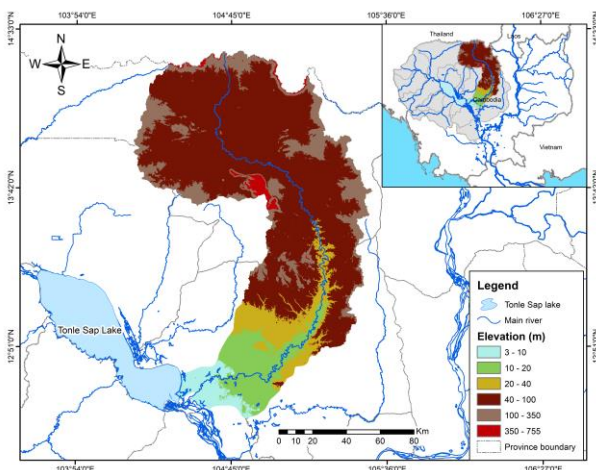 103°54'0"E 104°45'0"E 105°36'0"E 106°27'0"E
14°33'0"N
13°42'0"N
12°51'0"N
N
W E
S
Thailand
Laos
Cambodia
Vietnam
Tonle Sap Lake
Legend
Tonle Sap lake
Main river
Elevation (m)
3 - 10
10 - 20
20 - 40
40 - 100
100 - 350
350 - 755
Province boundary
Km
0 10 20 40 60 80
103°54'0"E 104°45'0"E 105°36'0"E 106°27'0"E